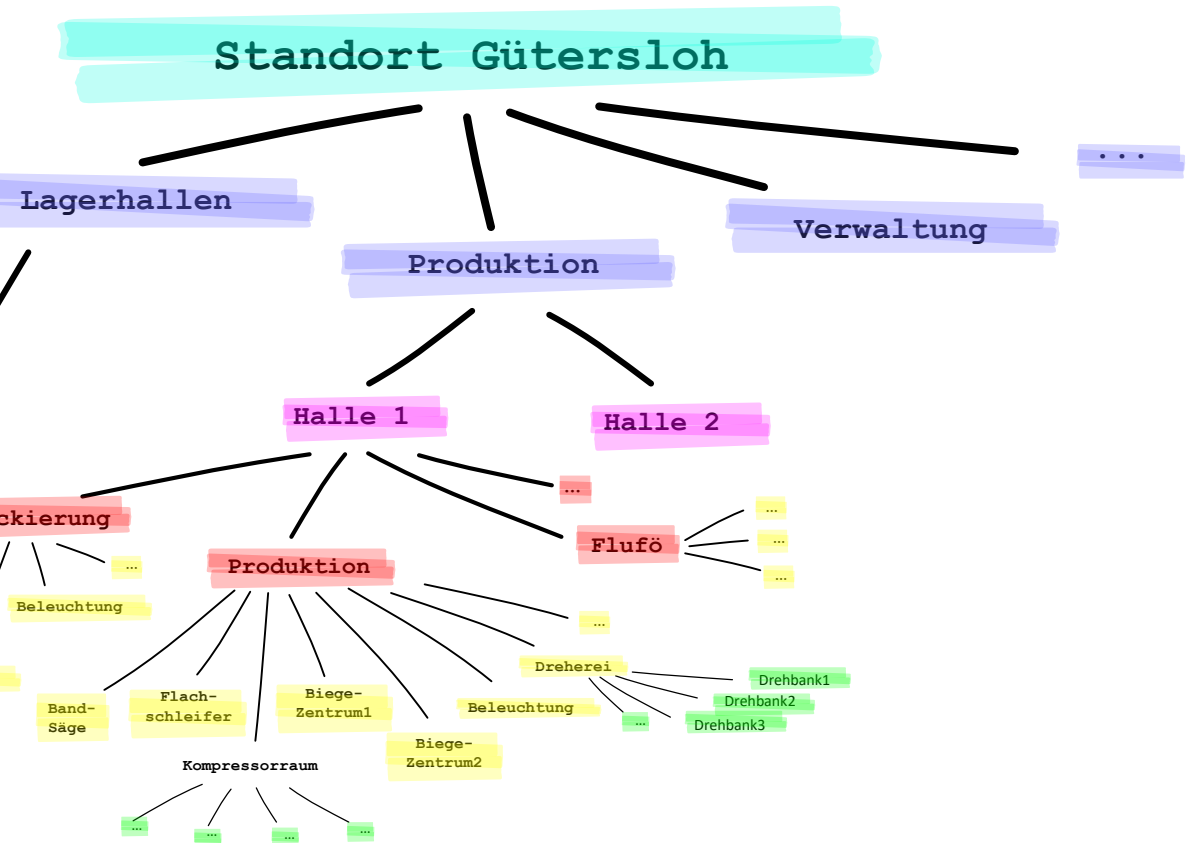 Standort Gütersloh
...
Lagerhallen
Verwaltung
Produktion
Halle 1
Halle 2
...
ckierung
Flufö
...
...
...
...
Produktion
Beleuchtung
...
Dreherei
Drehbank1
Drehbank2
Drehbank3
...
Band-
Säge
Flach-
schleifer
Biege-
Zentrum1
Beleuchtung
Biege-
Zentrum2
Kompressorraum
...
...
...
...